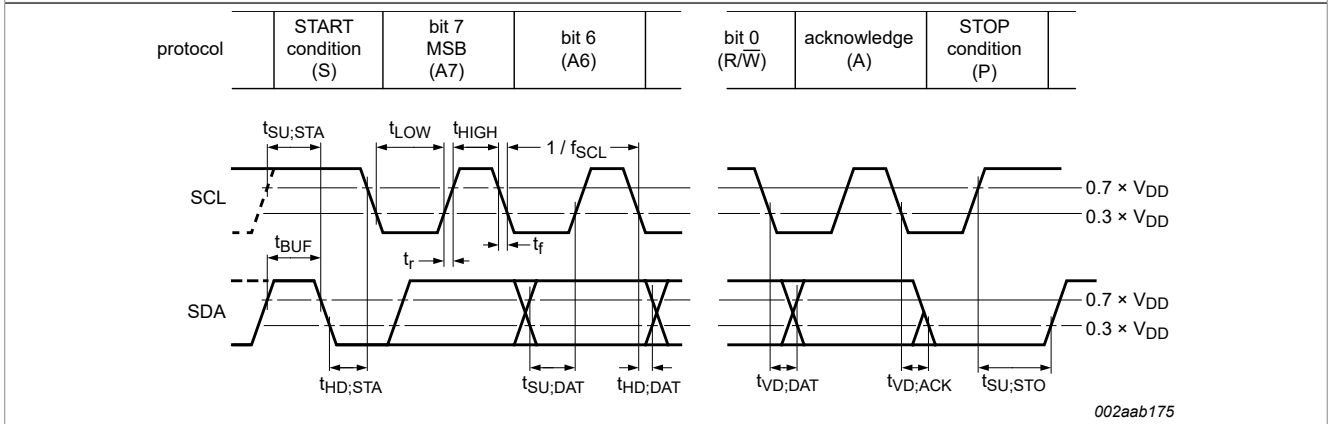 protocol
START
condition
(S)
bit 7
MSB
(A7)
bit 6
(A6)
bit 0
(R/W̅)
acknowledge
(A)
STOP
condition
(P)
tSU;STA
tLOW
tHIGH
1 / fSCL
SCL
0.7 × VDD
0.3 × VDD
tBUF
tr
tf
SDA
0.7 × VDD
0.3 × VDD
tHD;STA
tSU;DAT
tHD;DAT
tVD;DAT
tVD;ACK
tSU;STO
002aab175